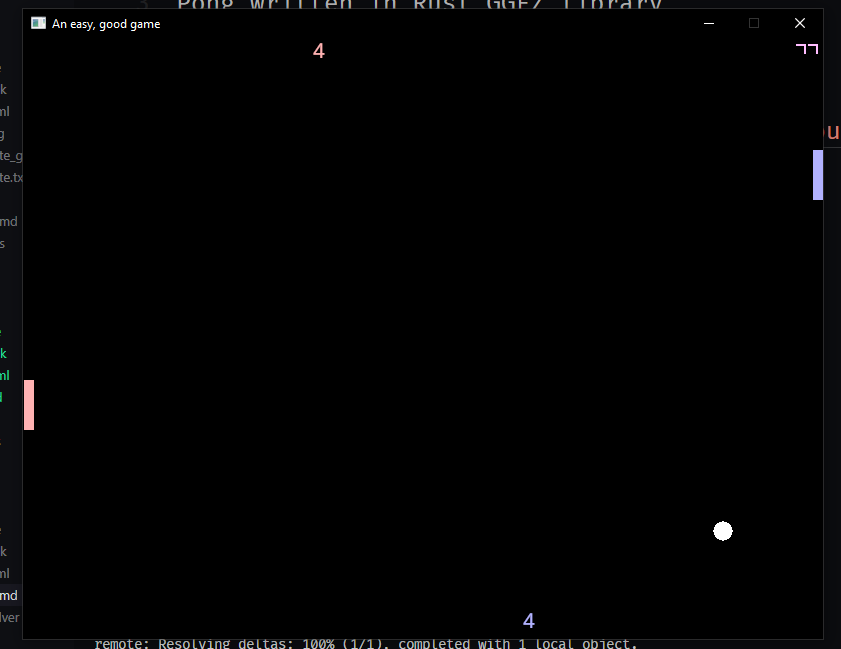 Pong written in Rust GGEZ library
An easy, good game
4
k
ml
g
te_g
te.tx
md
s
k
ml
k
ml
md
lver
4
remote: Resolving deltas: 100% (1/1), completed with 1 local object.